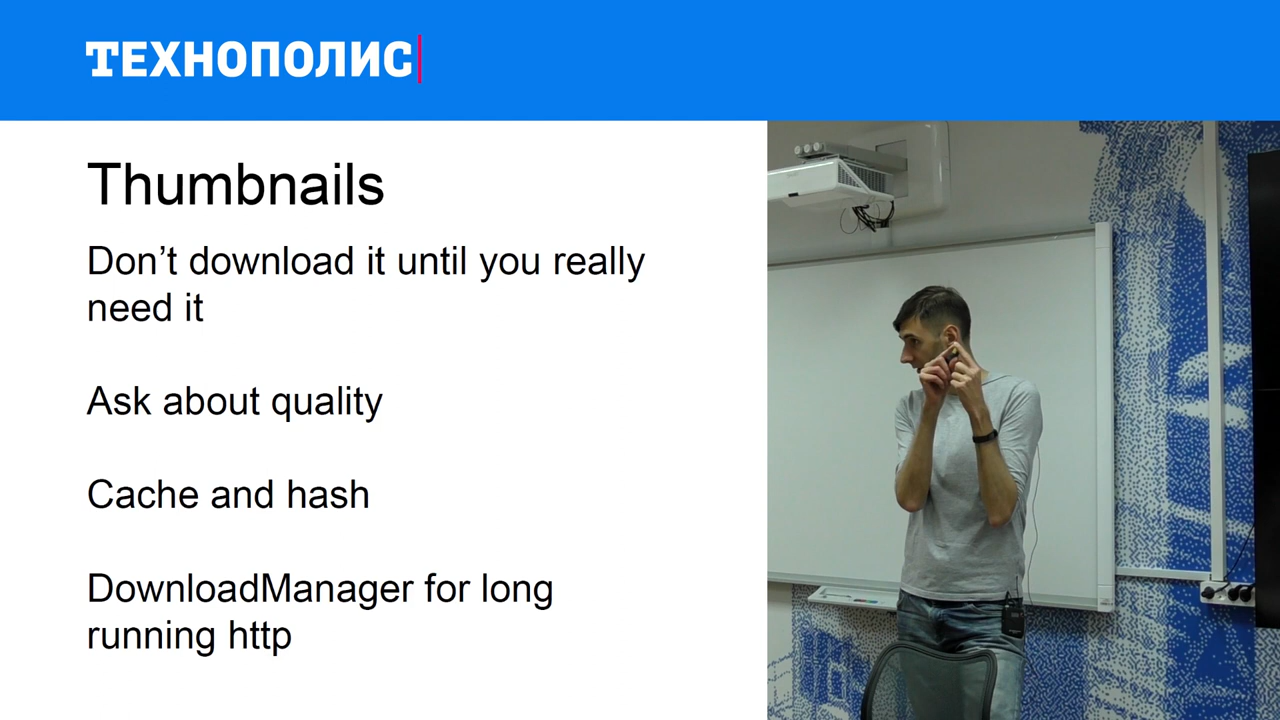 ТЕХНОПОЛИС
Thumbnails
Don’t download it until you really
need it
Ask about quality
Cache and hash
DownloadManager for long
running http